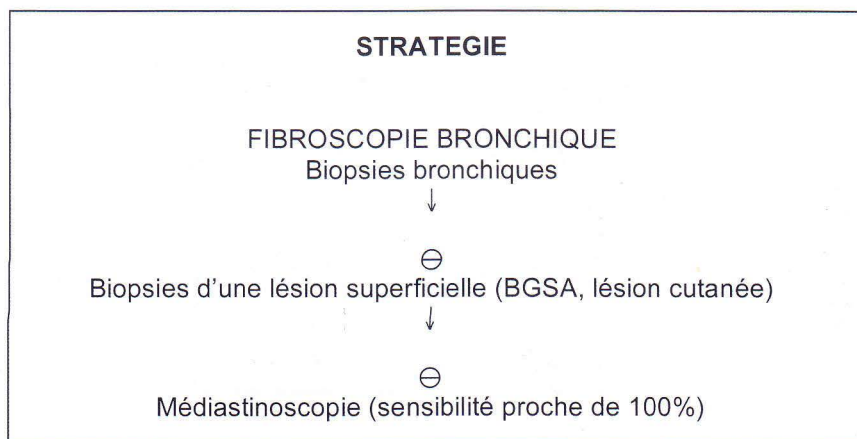 STRATEGIE
FIBROSCOPIE BRONCHIQUE
Biopsies bronchiques
↓
⊖
Biopsies d'une lésion superficielle (BGSA, lésion cutanée)
↓
⊖
Médiastinoscopie (sensibilité proche de 100%)